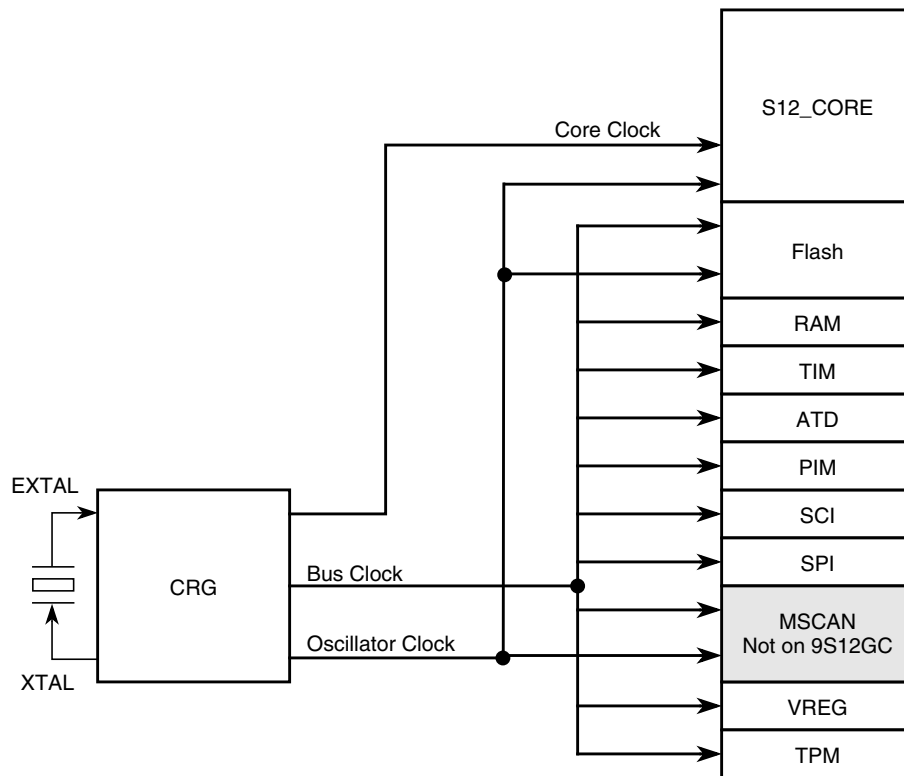 S12_CORE
Core Clock
Flash
RAM
TIM
ATD
PIM
EXTAL
SCI
SPI
Bus Clock
CRG
MSCAN
Not on 9S12GC
Oscillator Clock
XTAL
VREG
TPM